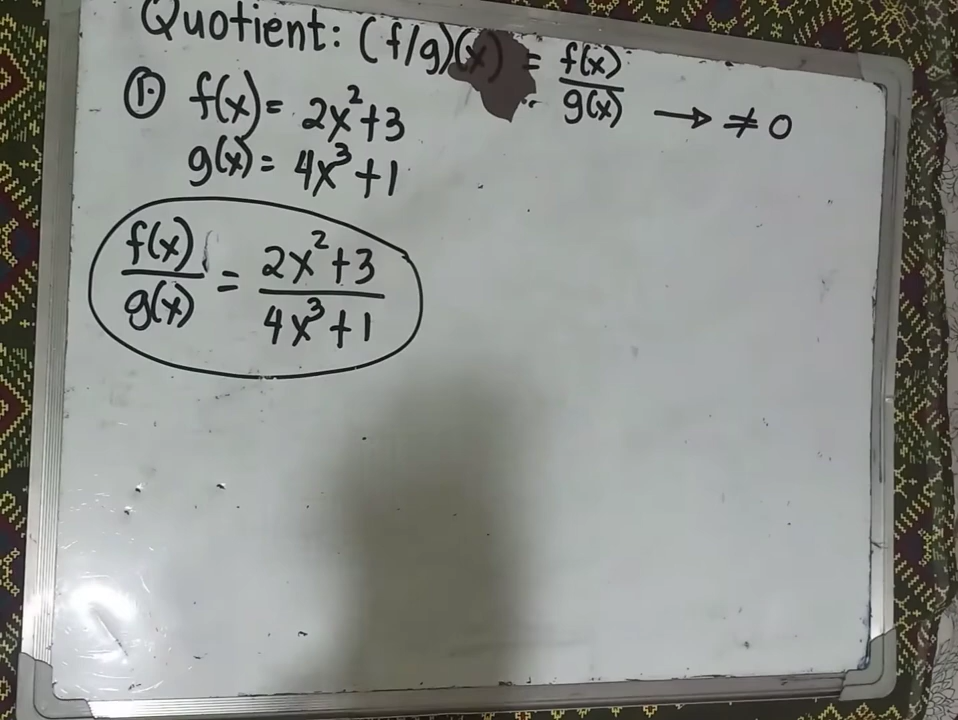 Quotient: (f/g)(x) = f(x)/g(x) → ≠ 0
① f(x) = 2x²+3
g(x) = 4x³+1
f(x)/g(x) = 2x²+3/4x³+1